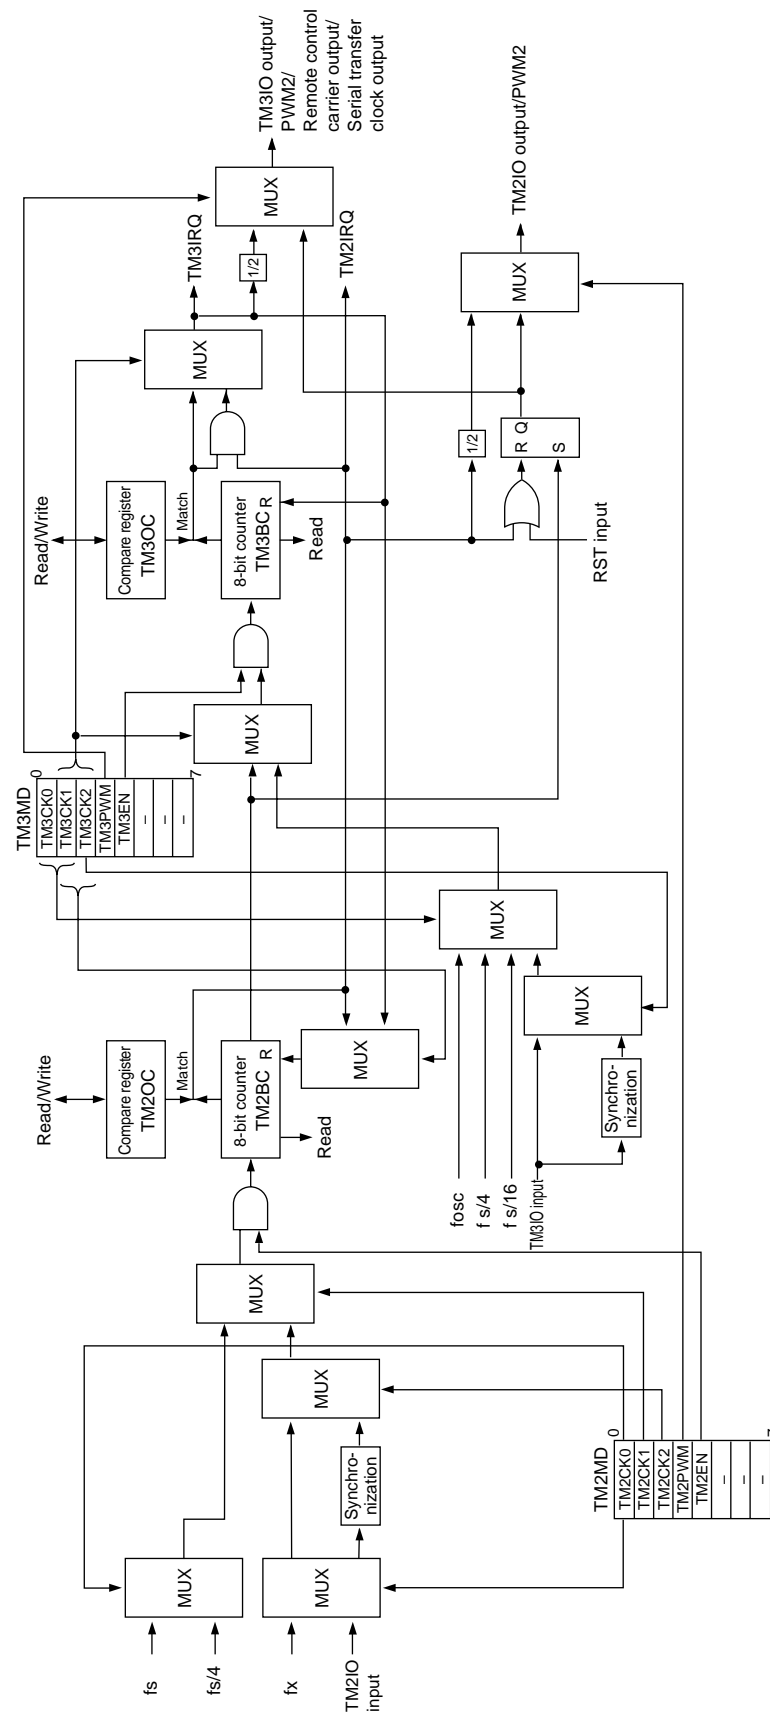 TM3IO output/
PWM2/
Remote control
carrier output/
Serial transfer
clock output
TM2IO output/PWM2
MUX
TM3IRQ
1/2
TM2IRQ
MUX
MUX
1/2
R Q
S
Read/Write
Compare register
TM3OC
Match
8-bit counter
TM3BC R
Read
RST input
MUX
TM3MD
0
TM3CK0
TM3CK1
TM3CK2
TM3PWM
TM3EN
–
–
–
7
MUX
MUX
Synchro-
nization
fosc
f s/4
f s/16
TM3IO input
Read/Write
Compare register
TM2OC
Match
8-bit counter
TM2BC R
Read
MUX
MUX
MUX
Synchro-
nization
MUX
MUX
fs
fs/4
fx
TM2IO
input
TM2MD
0
TM2CK0
TM2CK1
TM2CK2
TM2PWM
TM2EN
–
–
–
7